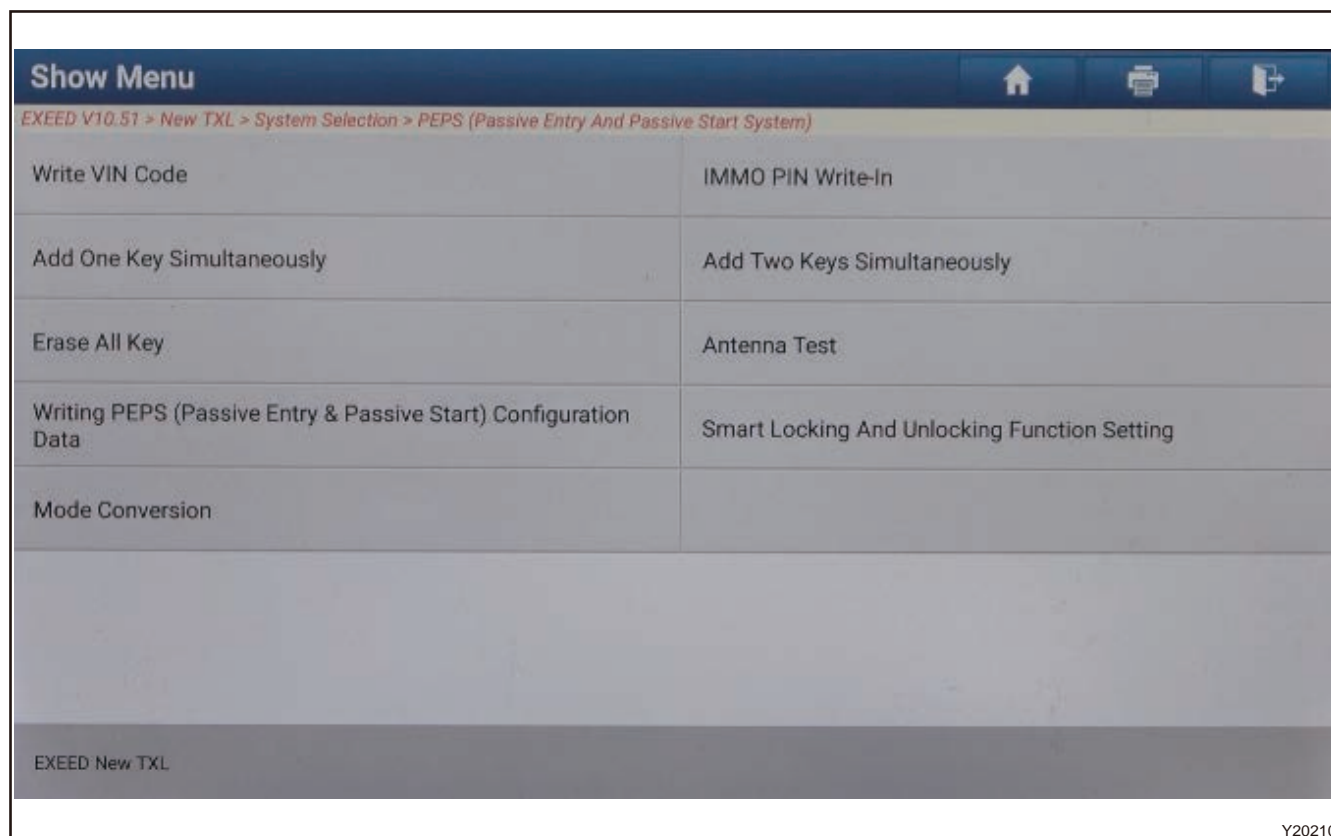 Show Menu
EXEED V10.51 > New TXL > System Selection > PEPS (Passive Entry And Passive Start System)
Write VIN Code
IMMO PIN Write-In
Add One Key Simultaneously
Add Two Keys Simultaneously
Erase All Key
Antenna Test
Writing PEPS (Passive Entry & Passive Start) Configuration
Data
Smart Locking And Unlocking Function Setting
Mode Conversion
EXEED New TXL
Y20210